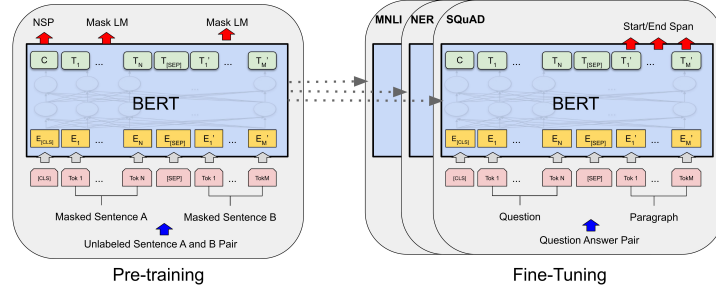 NSP Mask LM Mask LM
C T1 ... TN T[SEP] T1' ... TM'
BERT
E[CLS] E1 ... EN E[SEP] E1' ... EM'
[CLS] Tok 1 ... Tok N [SEP] Tok 1 ... TokM
Masked Sentence A Masked Sentence B
Unlabeled Sentence A and B Pair
Pre-training
MNLI NER SQuAD
Start/End Span
C T1 ... TN T[SEP] T1' ... TM'
BERT
E[CLS] E1 ... EN E[SEP] E1' ... EM'
[CLS] Tok 1 ... Tok N [SEP] Tok 1 ... TokM
Question Paragraph
Question Answer Pair
Fine-Tuning